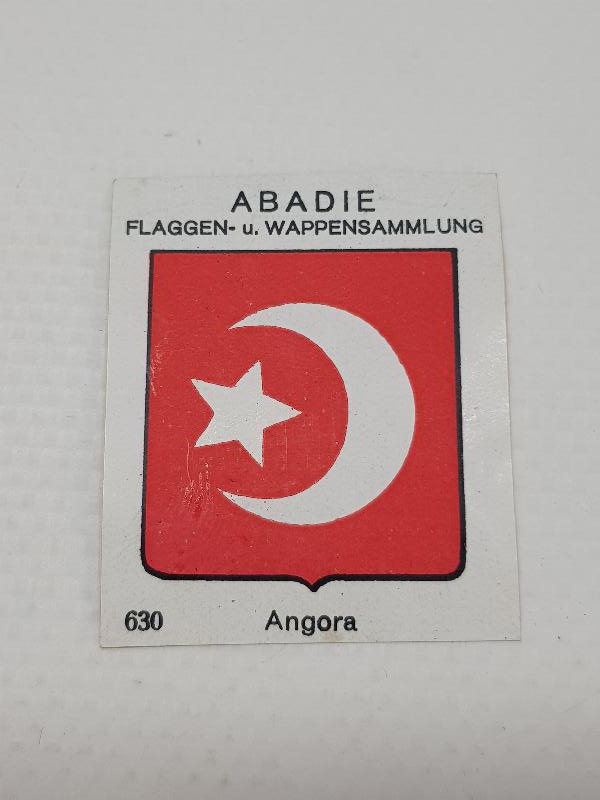 ABADIE
FLAGGEN- u. WAPPENSAMMLUNG
630 Angora